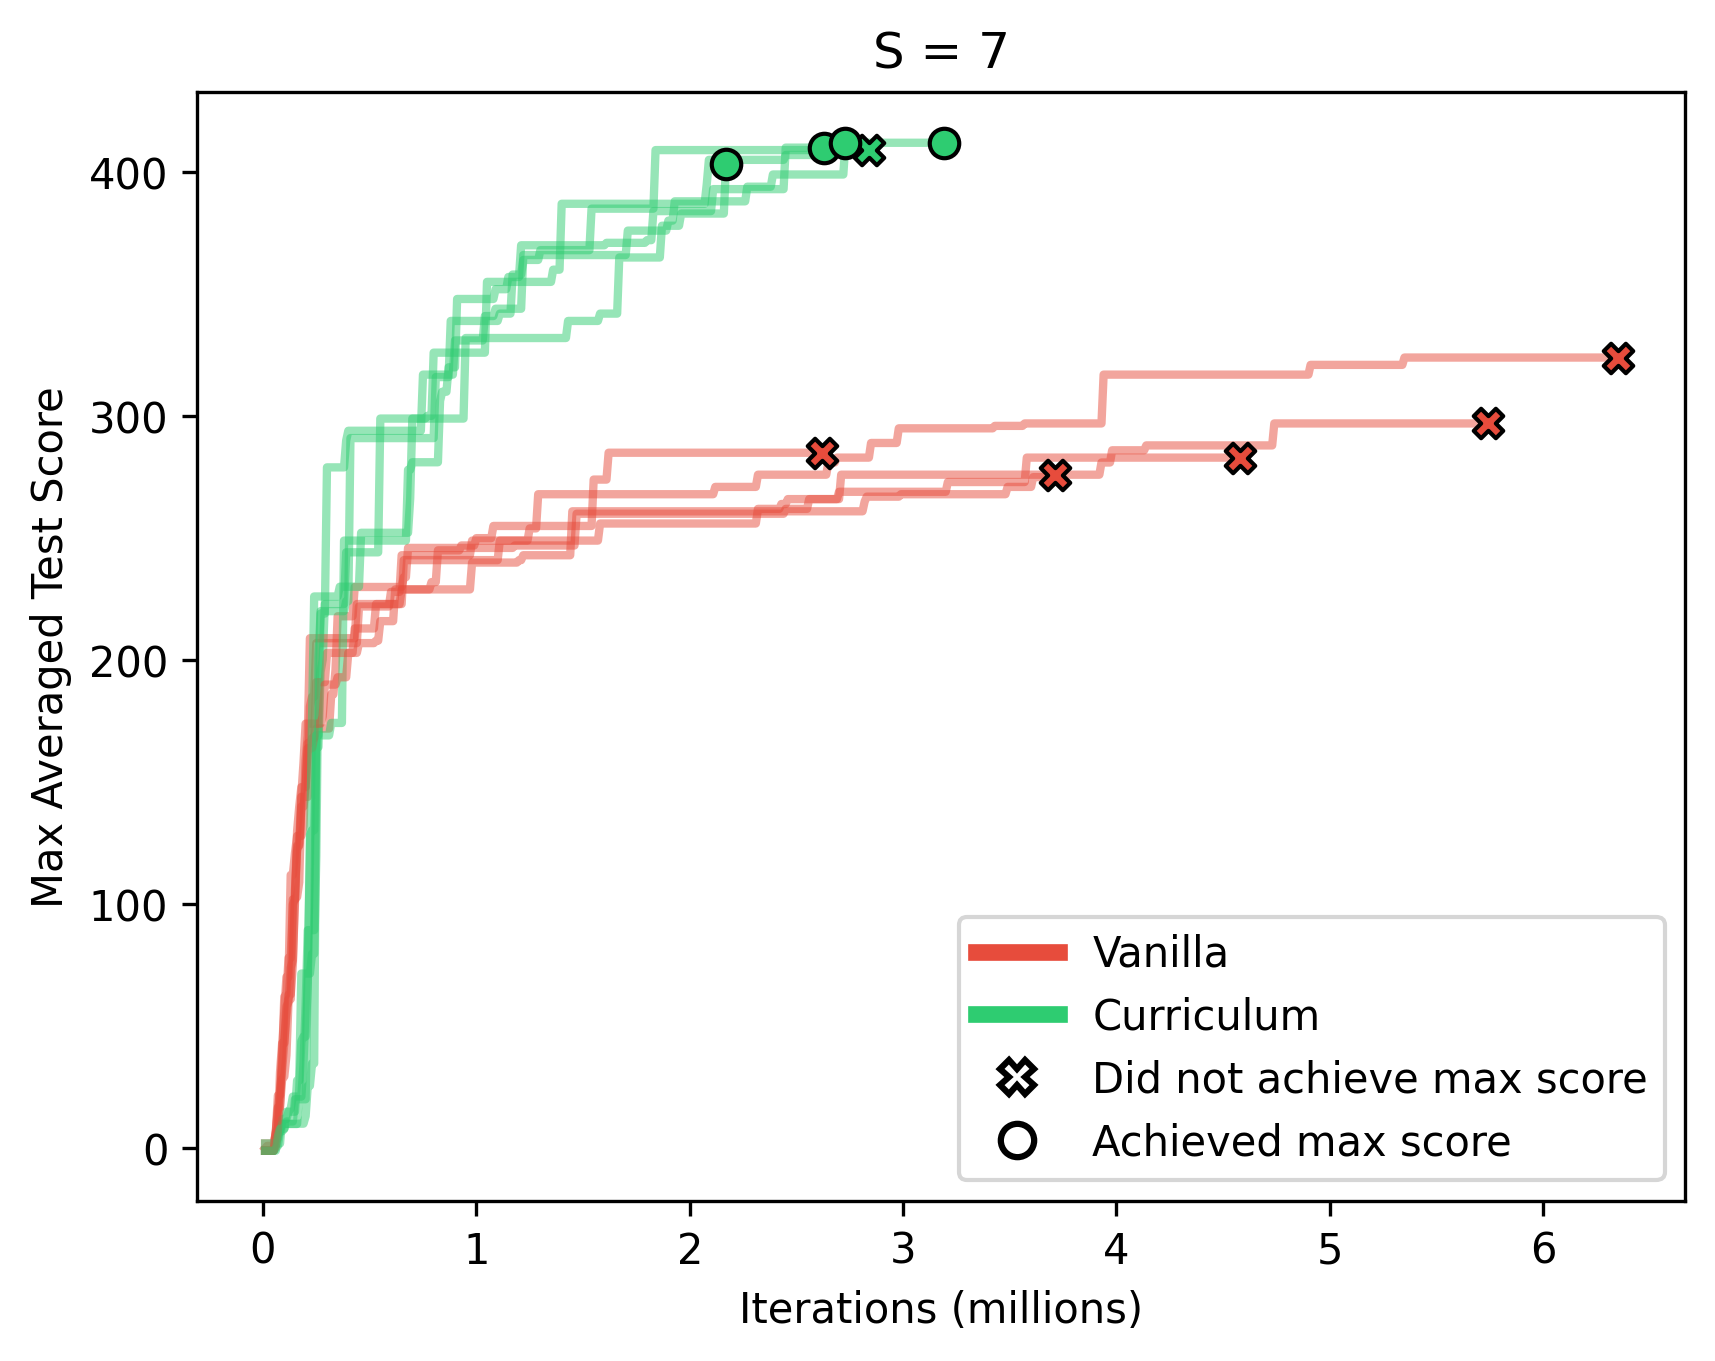 S = 7
Max Averaged Test Score
400
300
200
100
0
Vanilla
Curriculum
Did not achieve max score
Achieved max score
0 1 2 3 4 5 6
Iterations (millions)